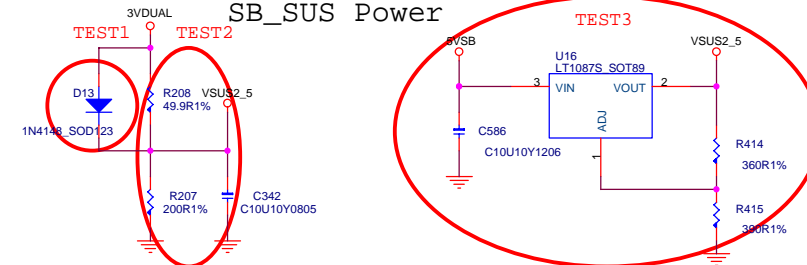 SB_SUS Power
3VDUAL
TEST1
TEST2
TEST3
5VSB
VSUS2_5
U16
LT1087S_SOT89
D13
R208
49.9R1%
VSUS2_5
3
VIN
VOUT
2
ADJ
1
1N4148_SOD123
C586
C10U10Y1206
R414
360R1%
R207
200R1%
C342
C10U10Y0805
R415
390R1%